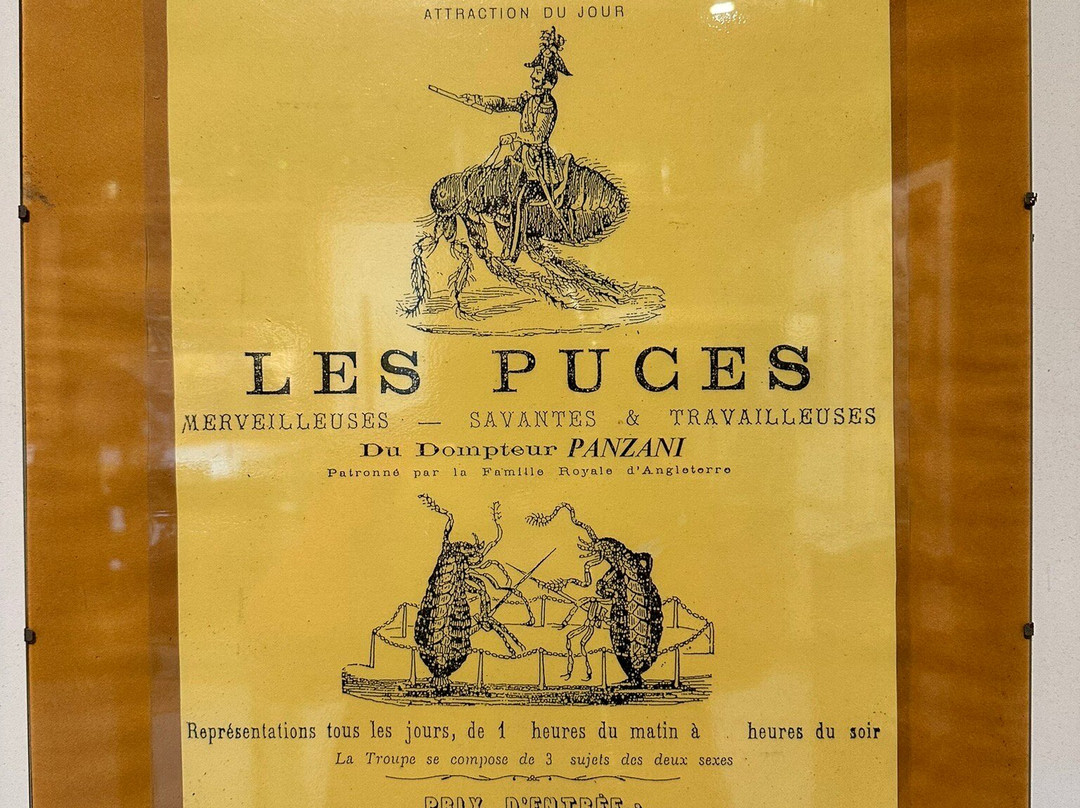 ATTRACTION DU JOUR
LES PUCES
MERVEILLEUSES — SAVANTES & TRAVAILLEUSES
Du Dompteur PANZANI
Patronné par la Famille Royale d'Angleterre
Représentations tous les jours, de 1 heures du matin à heures du soir
La Troupe se compose de 3 sujets des deux sexes
PRIX D'ENTRÉE :